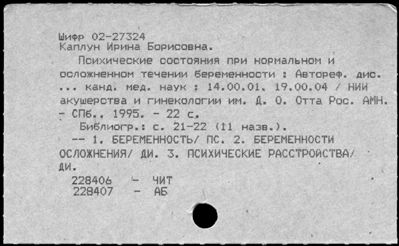 Шифр 02-27324
Каплун Ирина Борисовна.
Психические состояния при нормальном и
осложненном течении беременности : Автореф. дис.
... канд. мед. наук : 14.00.01, 19.00.04 / НИИ
акушерства и гинекологии им. Д. О. Отта Рос. АМН.
- СПб., 1995. - 22 с.
Библиогр.: с. 21-22 (11 назв.).
-- 1. БЕРЕМЕННОСТЬ/ ПС. 2. БЕРЕМЕННОСТИ
ОСЛОЖНЕНИЯ/ ДИ. 3. ПСИХИЧЕСКИЕ РАССТРОЙСТВА/
ДИ.
228406 - ЧИТ
228407 - АБ